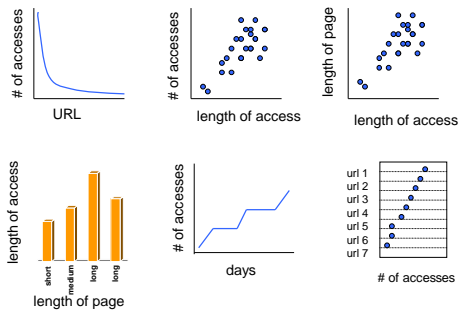 # of accesses
URL
# of accesses
length of access
length of page
length of access
length of access
short
medium
long
long
length of page
# of accesses
days
url 1
url 2
url 3
url 4
url 5
url 6
url 7
# of accesses